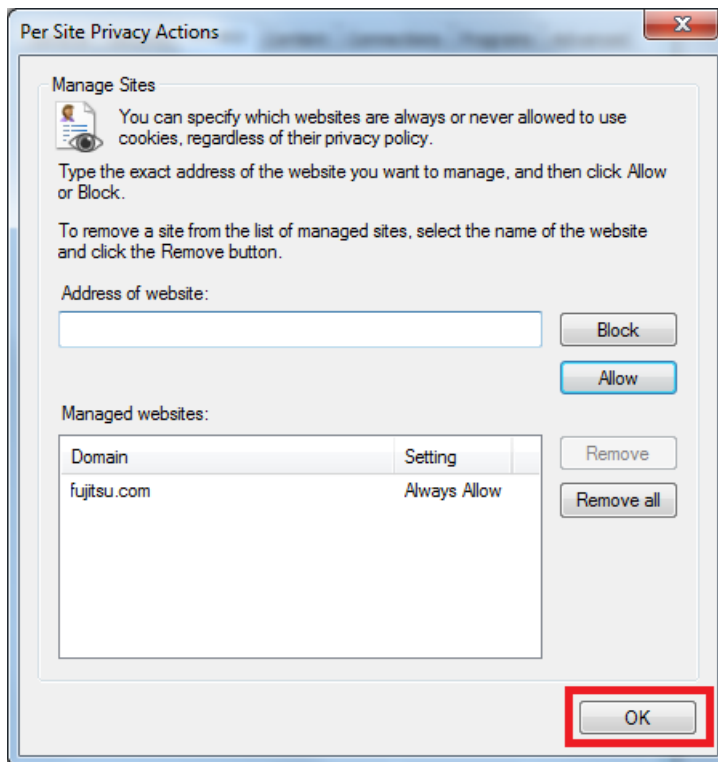 Per Site Privacy Actions
Manage Sites
You can specify which websites are always or never allowed to use
cookies, regardless of their privacy policy.
Type the exact address of the website you want to manage, and then click Allow
or Block.
To remove a site from the list of managed sites, select the name of the website
and click the Remove button.
Address of website:
Block
Allow
Managed websites:
Domain Setting
Remove
fujitsu.com Always Allow
Remove all
OK